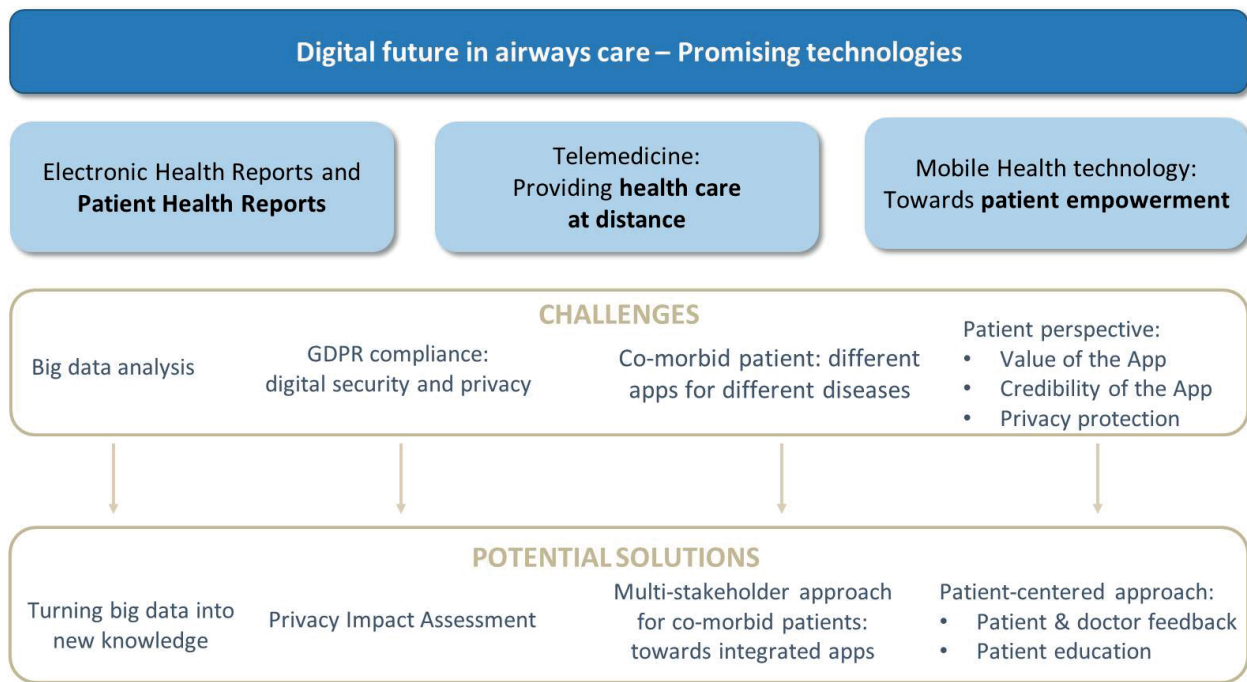 Digital future in airways care – Promising technologies
Electronic Health Reports and
Patient Health Reports
Telemedicine:
Providing health care
at distance
Mobile Health technology:
Towards patient empowerment
CHALLENGES
Big data analysis
GDPR compliance:
digital security and privacy
Co-morbid patient: different
apps for different diseases
Patient perspective:
• Value of the App
• Credibility of the App
• Privacy protection
POTENTIAL SOLUTIONS
Turning big data into
new knowledge
Privacy Impact Assessment
Multi-stakeholder approach
for co-morbid patients:
towards integrated apps
Patient-centered approach:
• Patient & doctor feedback
• Patient education